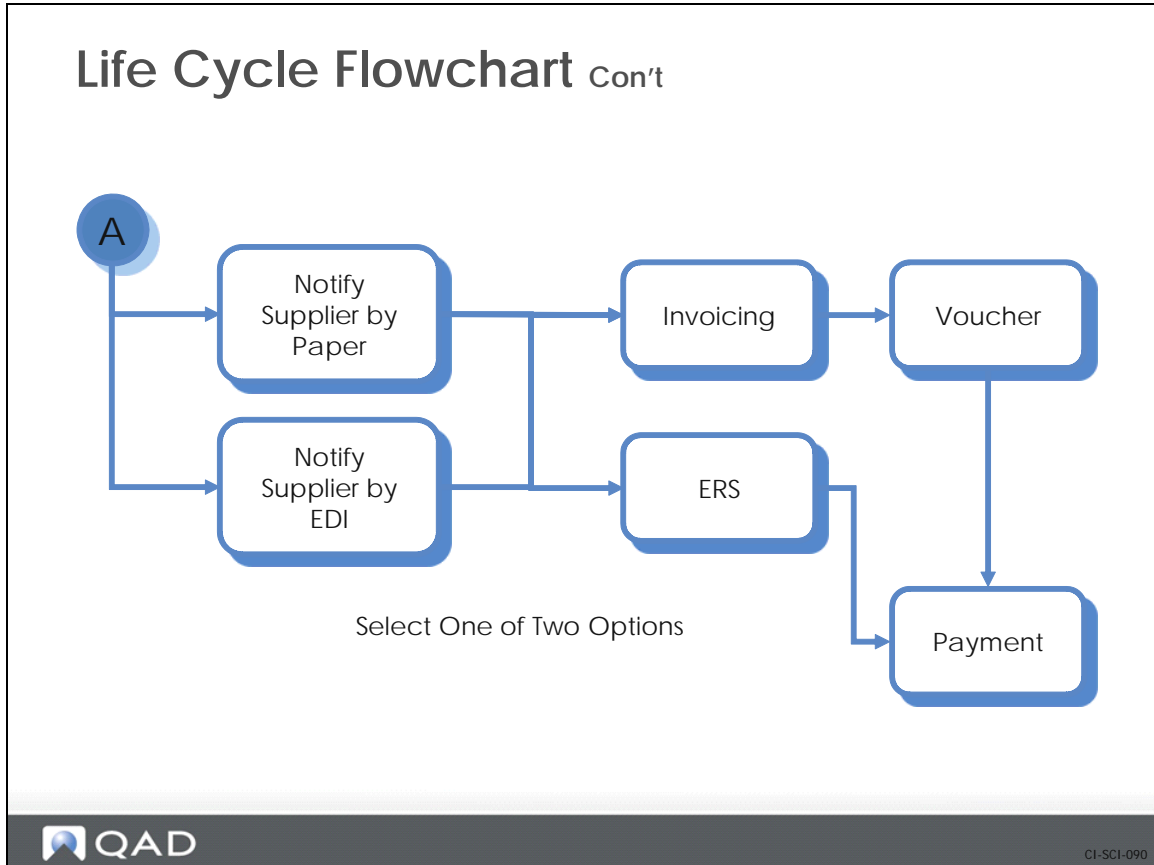 Life Cycle Flowchart Con't
A
Notify
Supplier by
Paper
Invoicing
Voucher
Notify
Supplier by
EDI
ERS
Select One of Two Options
Payment
QAD
CI-SCI-090